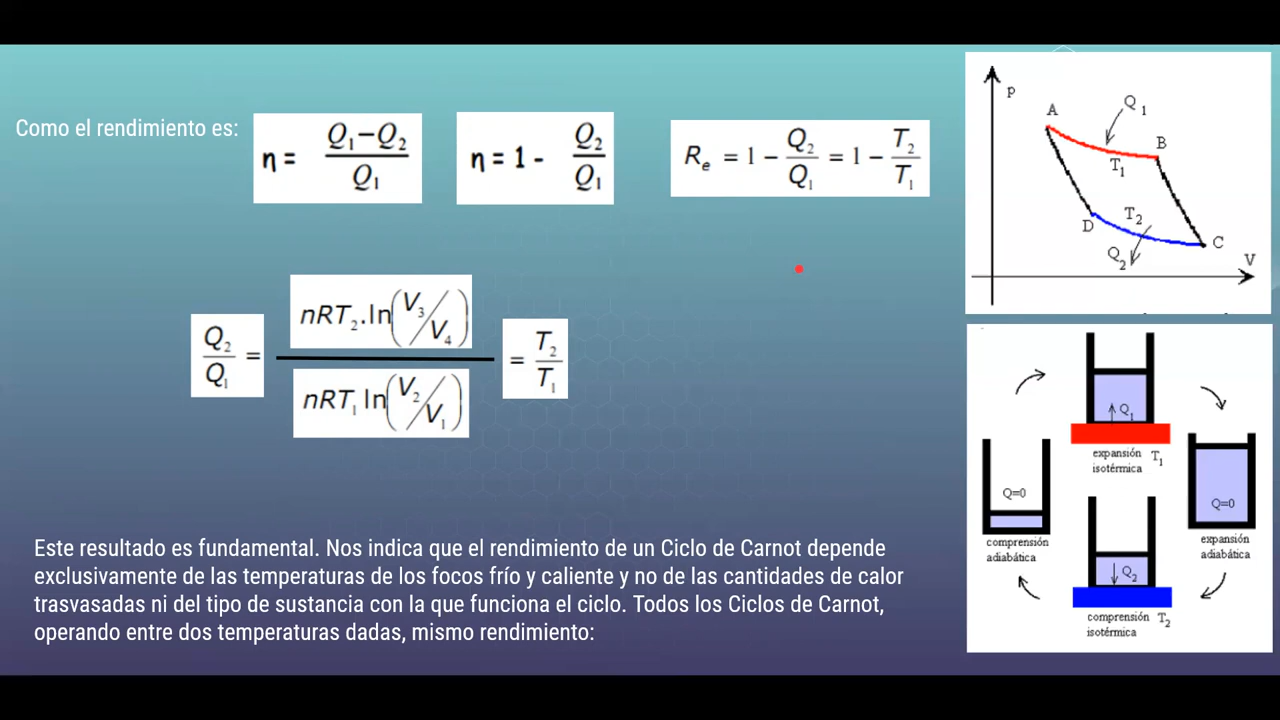 Como el rendimiento es:
η = Q₁−Q₂ / Q₁
η = 1 - Q₂ / Q₁
Rₑ = 1 − Q₂/Q₁ = 1 − T₂/T₁
Q₂/Q₁ = nRT₂.ln(V₃/V₄) / nRT₁ ln(V₂/V₁) = T₂/T₁
Este resultado es fundamental. Nos indica que el rendimiento de un Ciclo de Carnot depende
exclusivamente de las temperaturas de los focos frío y caliente y no de las cantidades de calor
trasvasadas ni del tipo de sustancia con la que funciona el ciclo. Todos los Ciclos de Carnot,
operando entre dos temperaturas dadas, mismo rendimiento:
p
A
Q₁
B
T₁
T₂
D
C
Q₂
V
Q₁
expansión
isotérmica T₁
Q=0
comprensión
adiabática
Q=0
expansión
adiabática
Q₂
comprensión
isotérmica T₂